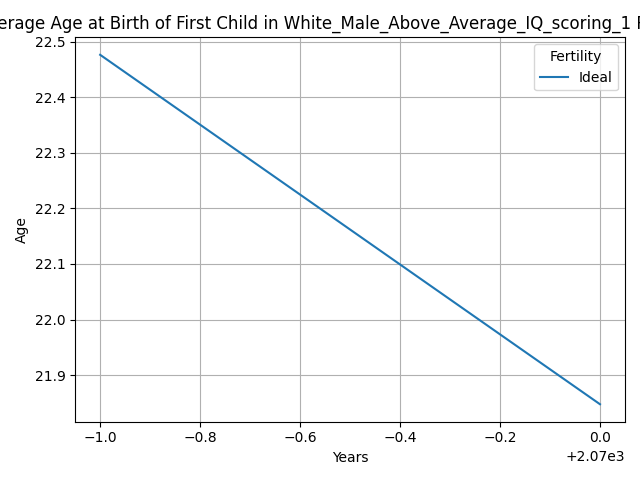 erage Age at Birth of First Child in White_Male_Above_Average_IQ_scoring_1
22.5
22.4
22.3
22.2
22.1
22.0
21.9
Age
Fertility
Ideal
−1.0 −0.8 −0.6 −0.4 −0.2 0.0
Years
+2.07e3